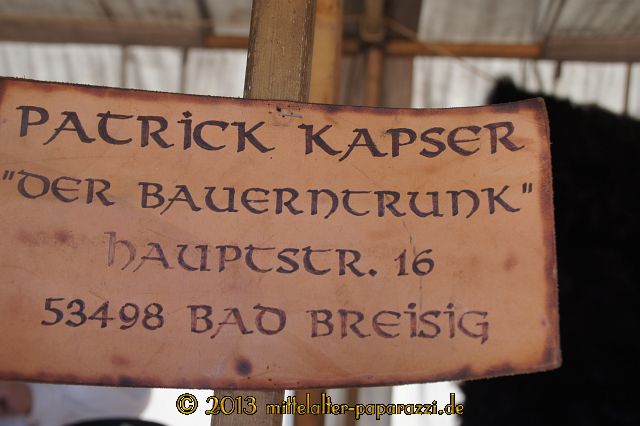 Patrick Kapser
"Der Bauerntrunk"
Hauptstr. 16
53498 Bad Breisig
© 2013 mittelalter-paparazzi.de